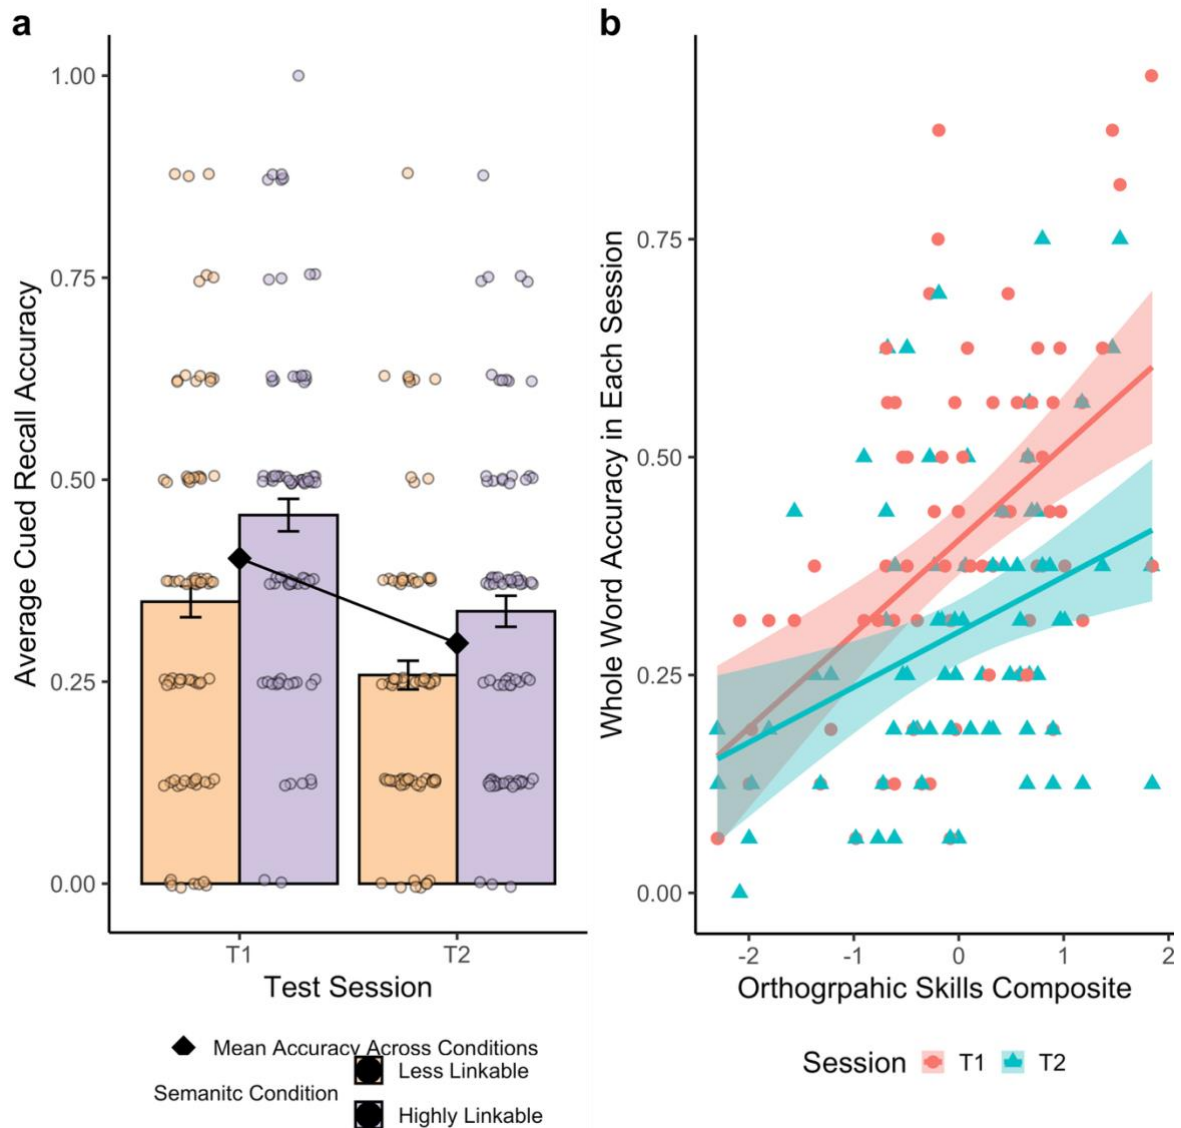 a
1.00
0.75
0.50
0.25
0.00
Average Cued Recall Accuracy
T1 T2
Test Session
Mean Accuracy Across Conditions
Semanitc Condition
Less Linkable
Highly Linkable
b
0.75
0.50
0.25
0.00
Whole Word Accuracy in Each Session
-2 -1 0 1 2
Orthogrpahic Skills Composite
Session T1 T2